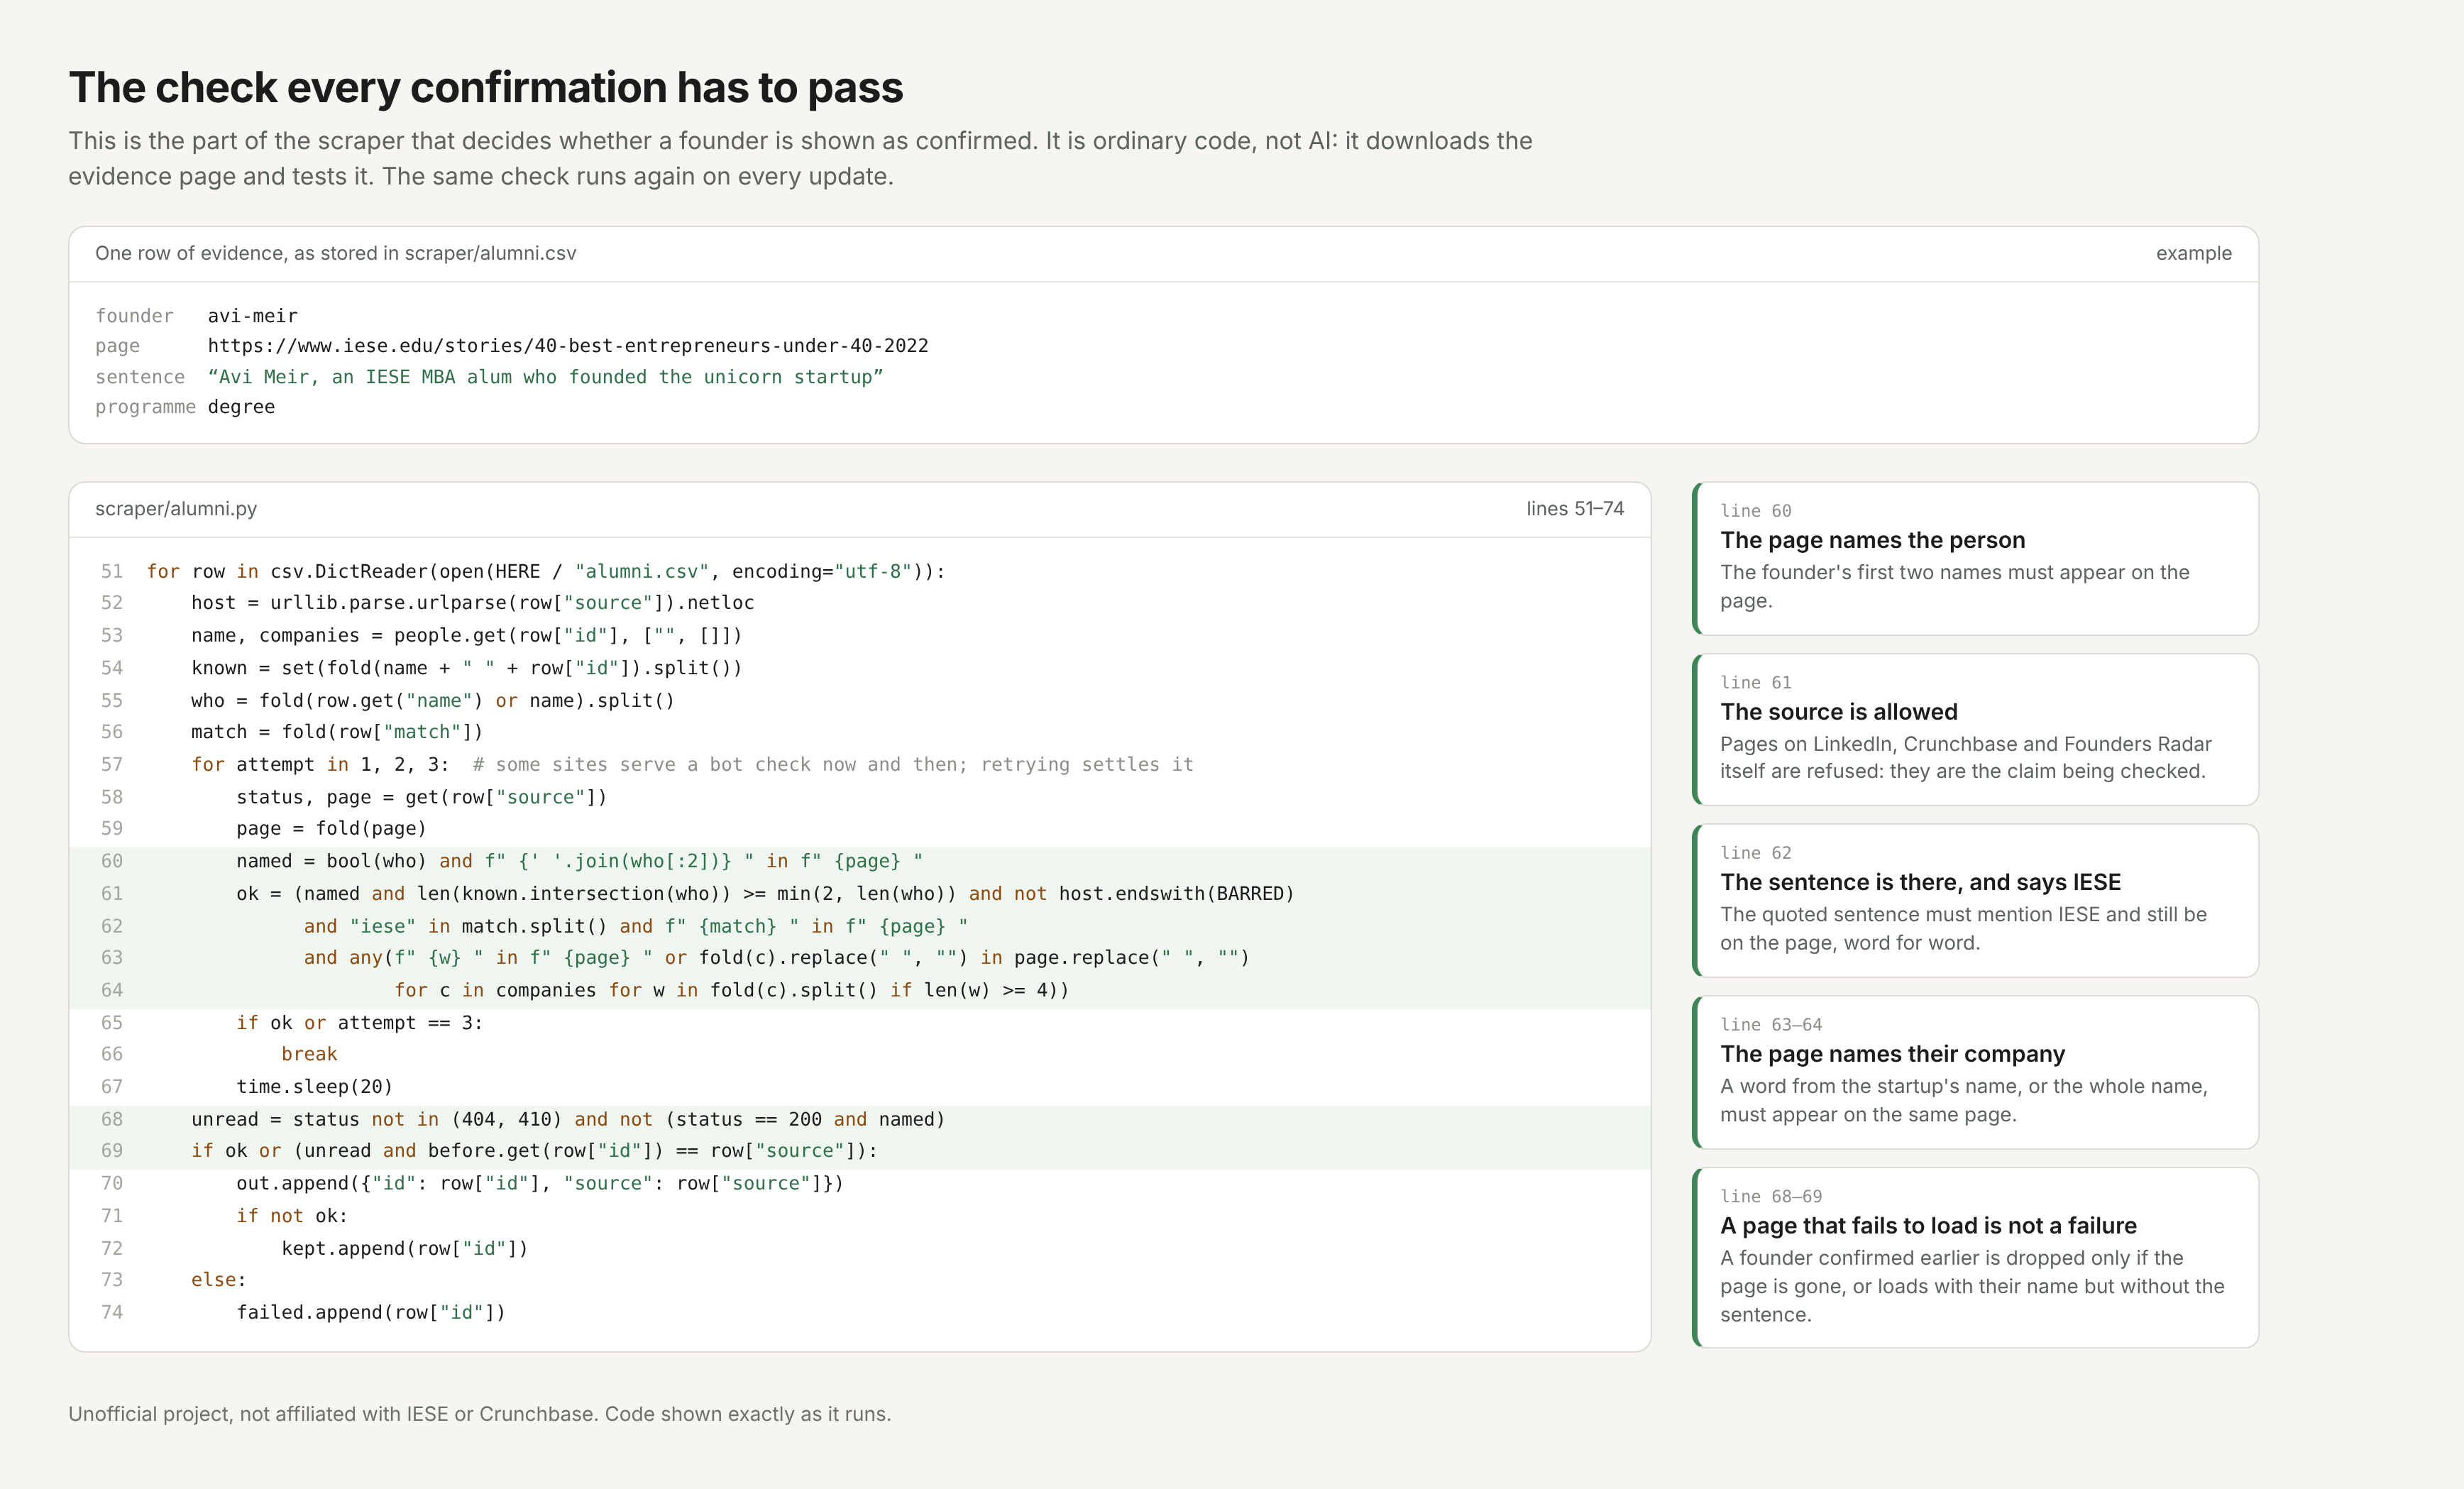 The check every confirmation has to pass
This is the part of the scraper that decides whether a founder is shown as confirmed. It is ordinary code, not AI: it downloads the
evidence page and tests it. The same check runs again on every update.
One row of evidence, as stored in scraper/alumni.csv example
founder avi-meir
page https://www.iese.edu/stories/40-best-entrepreneurs-under-40-2022
sentence “Avi Meir, an IESE MBA alum who founded the unicorn startup”
programme degree
scraper/alumni.py lines 51–74
51 for row in csv.DictReader(open(HERE / "alumni.csv", encoding="utf-8")):
52     host = urllib.parse.urlparse(row["source"]).netloc
53     name, companies = people.get(row["id"], ["", []])
54     known = set(fold(name + " " + row["id"]).split())
55     who = fold(row.get("name") or name).split()
56     match = fold(row["match"])
57     for attempt in 1, 2, 3:  # some sites serve a bot check now and then; retrying settles it
58         status, page = get(row["source"])
59         page = fold(page)
60         named = bool(who) and f" {' '.join(who[:2])} " in f" {page} "
61         ok = (named and len(known.intersection(who)) >= min(2, len(who)) and not host.endswith(BARRED)
62               and "iese" in match.split() and f" {match} " in f" {page} "
63               and any(f" {w} " in f" {page} " or fold(c).replace(" ", "") in page.replace(" ", "")
64                       for c in companies for w in fold(c).split() if len(w) >= 4))
65         if ok or attempt == 3:
66             break
67         time.sleep(20)
68     unread = status not in (404, 410) and not (status == 200 and named)
69     if ok or (unread and before.get(row["id"]) == row["source"]):
70         out.append({"id": row["id"], "source": row["source"]})
71         if not ok:
72             kept.append(row["id"])
73     else:
74         failed.append(row["id"])
line 60
The page names the person
The founder's first two names must appear on the
page.
line 61
The source is allowed
Pages on LinkedIn, Crunchbase and Founders Radar
itself are refused: they are the claim being checked.
line 62
The sentence is there, and says IESE
The quoted sentence must mention IESE and still be
on the page, word for word.
line 63–64
The page names their company
A word from the startup's name, or the whole name,
must appear on the same page.
line 68–69
A page that fails to load is not a failure
A founder confirmed earlier is dropped only if the
page is gone, or loads with their name but without the
sentence.
Unofficial project, not affiliated with IESE or Crunchbase. Code shown exactly as it runs.